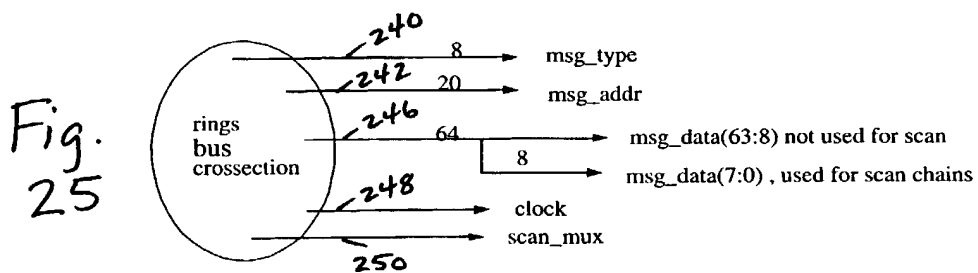 Fig.
25
rings
bus
crossection
240
8
msg_type
242
20
msg_addr
246
64
msg_data(63:8) not used for scan
8
msg_data(7:0) , used for scan chains
248
clock
250
scan_mux